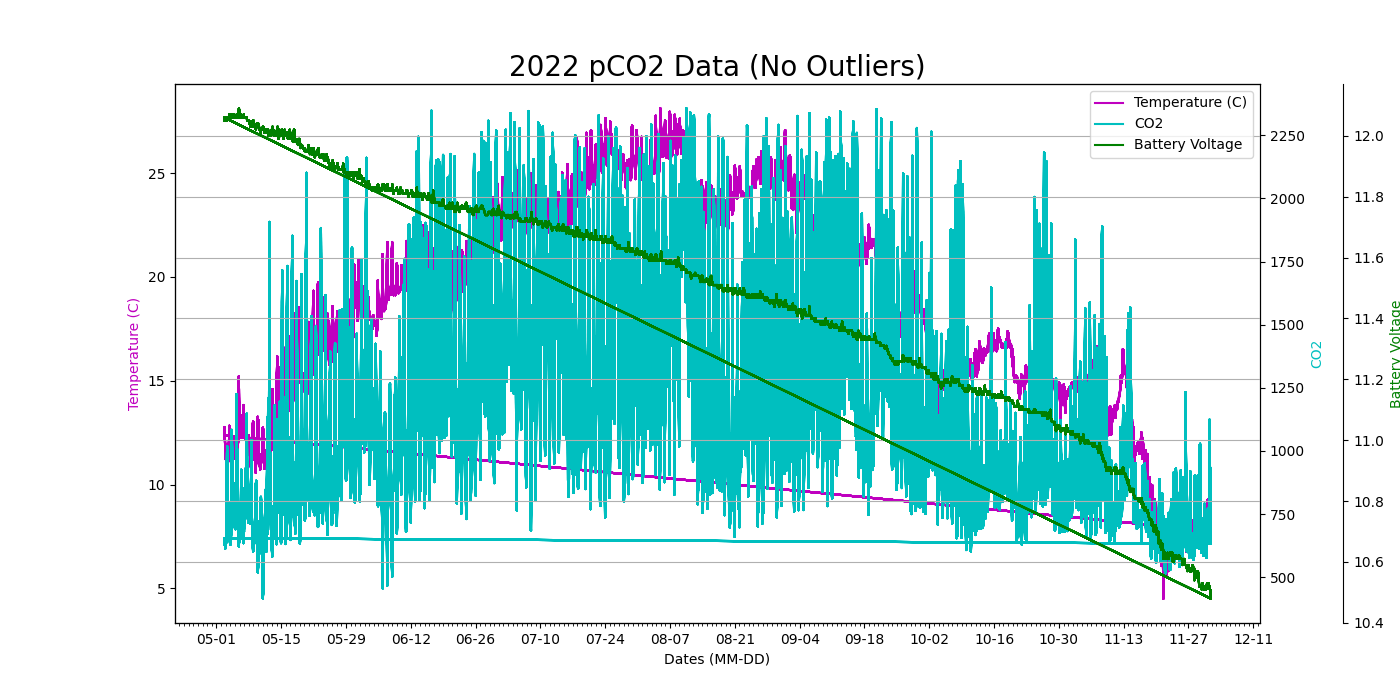 2022 pCO2 Data (No Outliers)
Temperature (C)
CO2
Battery Voltage
25
20
15
10
5
Temperature (C)
2250
2000
1750
1500
1250
1000
750
500
CO2
12.0
11.8
11.6
11.4
11.2
11.0
10.8
10.6
10.4
Battery Voltage
05-01 05-15 05-29 06-12 06-26 07-10 07-24 08-07 08-21 09-04 09-18 10-02 10-16 10-30 11-13 11-27 12-11
Dates (MM-DD)